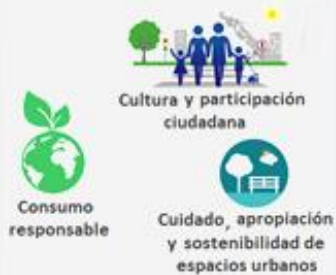 Cultura y participación
ciudadana
Consumo
responsable
Cuidado, apropiación
y sostenibilidad de
espacios urbanos